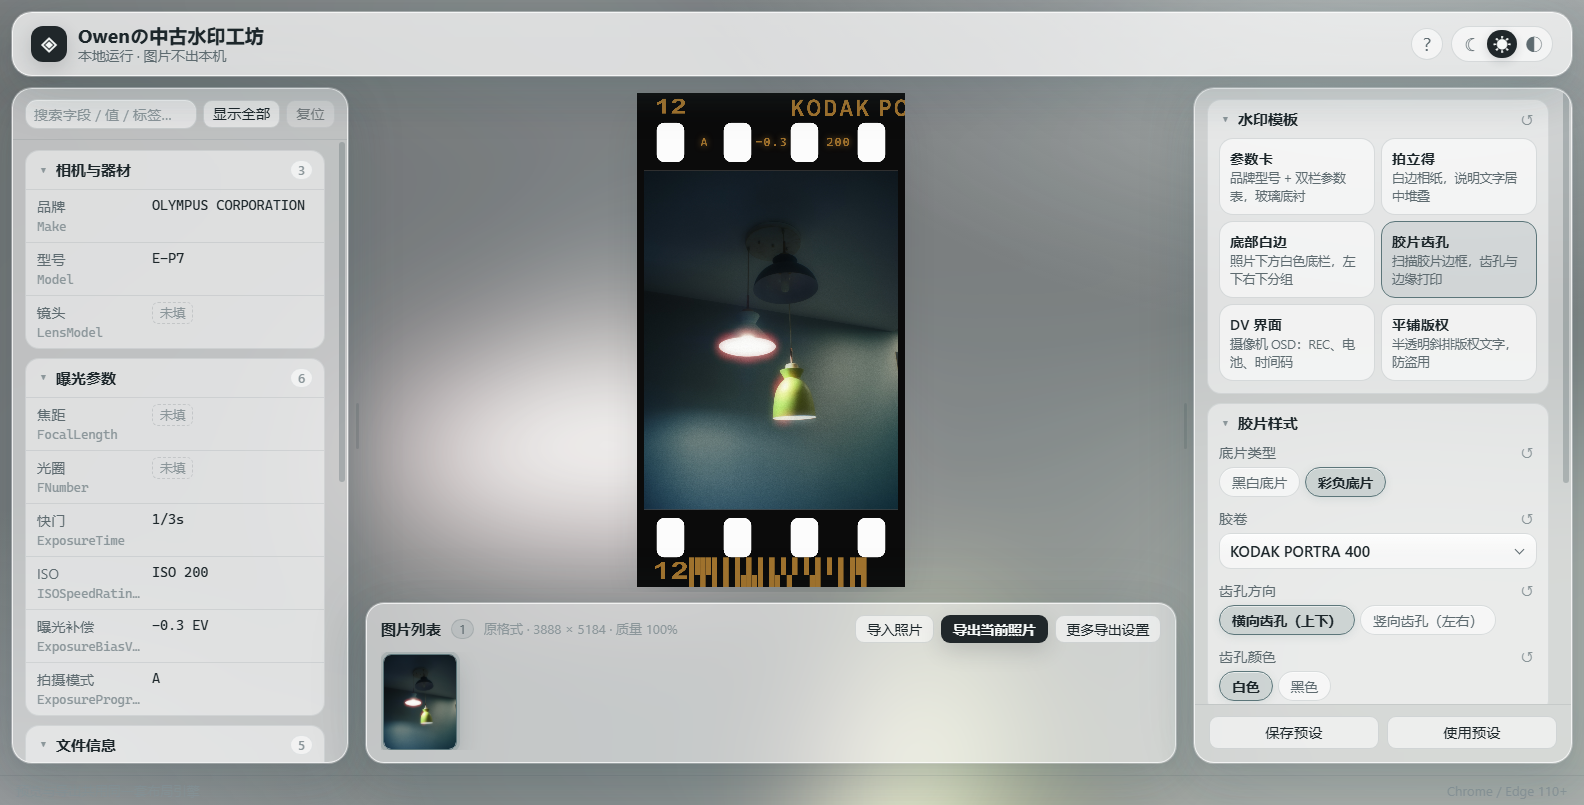 Owenの中古水印工坊
本地运行 · 图片不出本机
?
搜索字段 / 值 / 标签...
显示全部
复位
相机与器材
3
品牌
OLYMPUS CORPORATION
Make
型号
E-P7
Model
镜头
未填
LensModel
曝光参数
6
焦距
未填
FocalLength
光圈
未填
FNumber
快门
1/3s
ExposureTime
ISO
ISO 200
ISOSpeedRatin…
曝光补偿
-0.3 EV
ExposureBiasV…
拍摄模式
A
ExposureProgr…
文件信息
5
12
KODAK PO
A
-0.3
200
12
图片列表
1
原格式 · 3888 × 5184 · 质量 100%
导入照片
导出当前照片
更多导出设置
水印模板
参数卡
品牌型号 + 双栏参数
表，玻璃底衬
拍立得
白边相纸，说明文字居
中堆叠
底部白边
照片下方白色底栏，左
下右下分组
胶片齿孔
扫描胶片边框，齿孔与
边缘打印
DV 界面
摄像机 OSD：REC、电
池、时间码
平铺版权
半透明斜排版权文字，
防盗用
胶片样式
底片类型
黑白底片
彩负底片
胶卷
KODAK PORTRA 400
齿孔方向
横向齿孔（上下）
竖向齿孔（左右）
齿孔颜色
白色
黑色
保存预设
使用预设
Chrome / Edge 110+